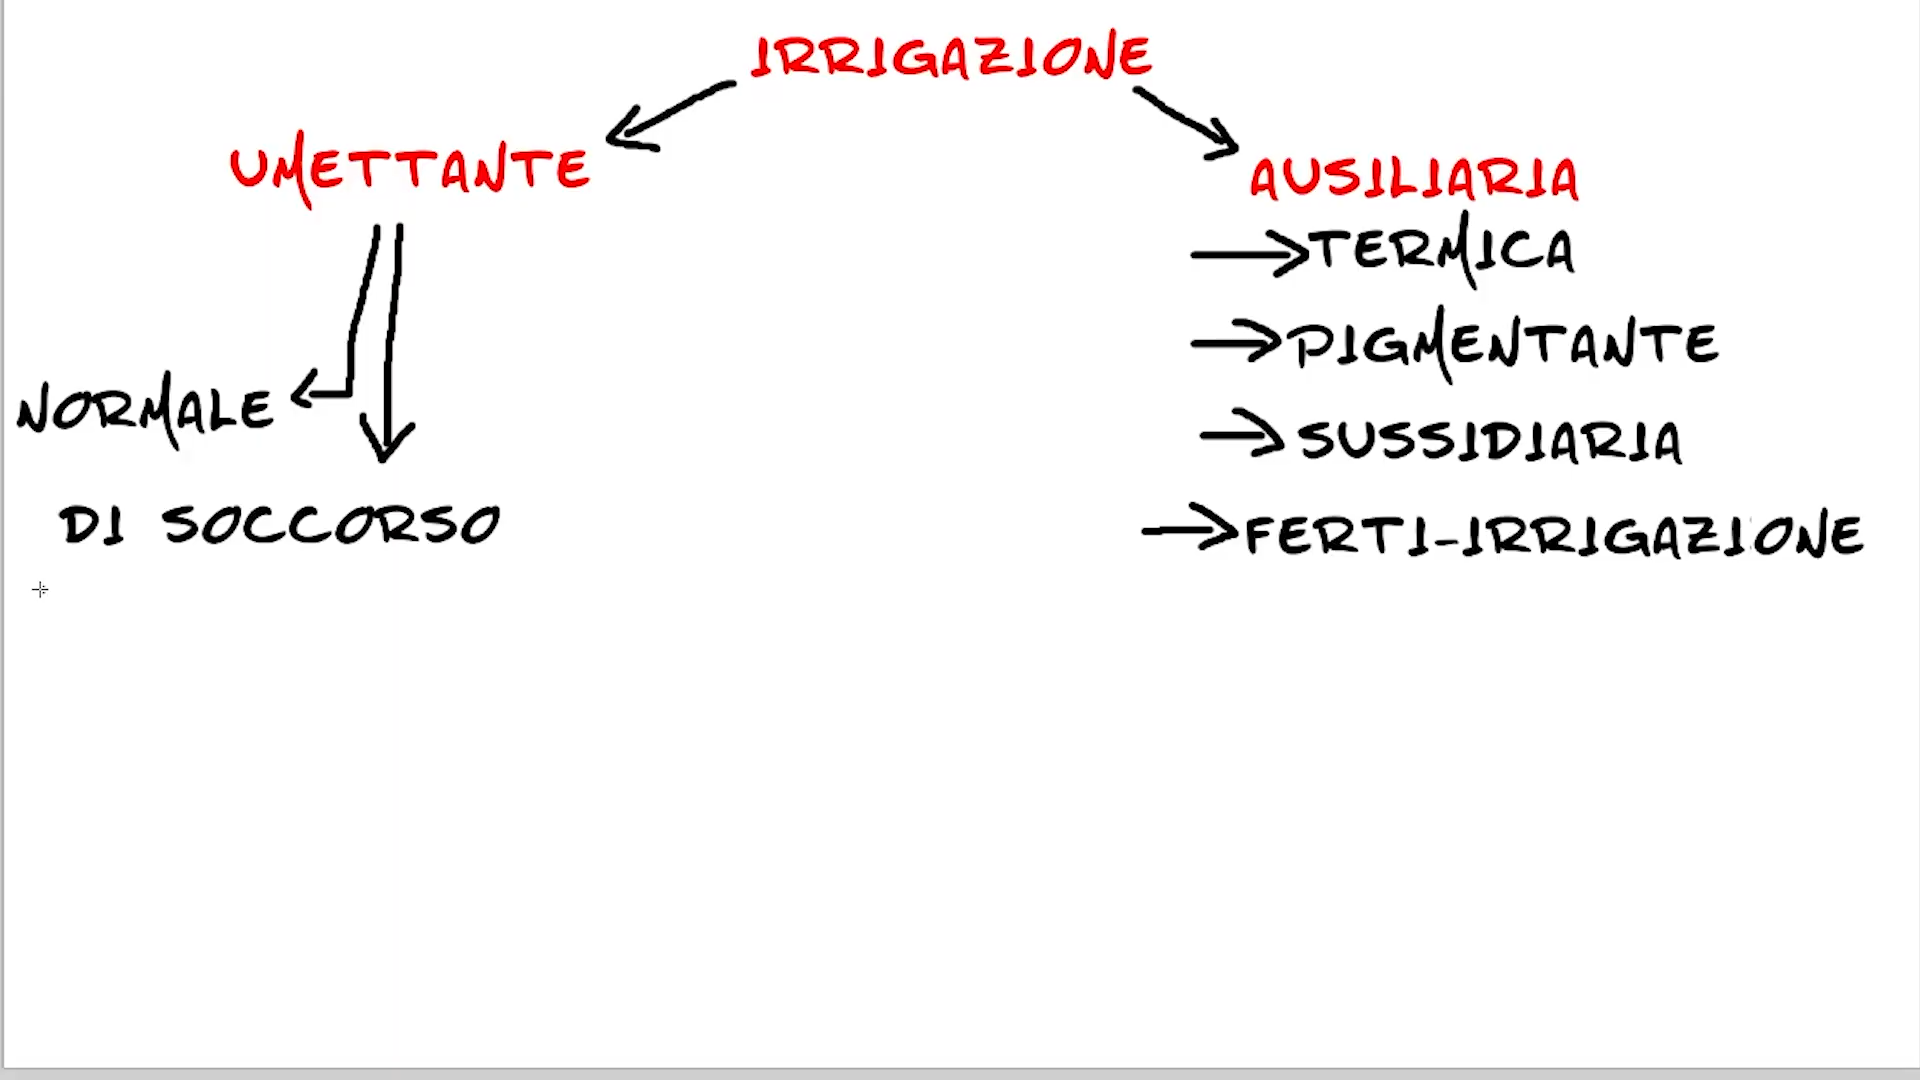 IRRIGAZIONE
UMETTANTE
NORMALE
DI SOCCORSO
AUSILIARIA
TERMICA
PIGMENTANTE
SUSSIDIARIA
FERTI-IRRIGAZIONE